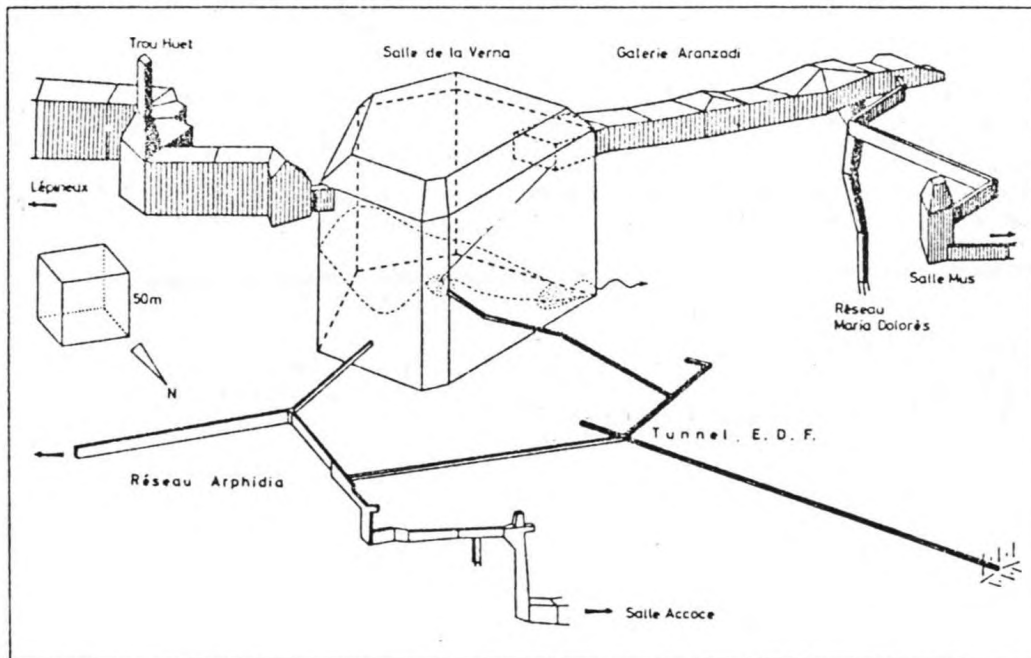 Trou Huet
Salle de la Verna
Galerie Aranzadi
Lépineux
50m
N
Salle Mus
Réseau
Maria Dolorès
Tunnel. E. D. F.
Réseau Arphidia
Salle Accoce